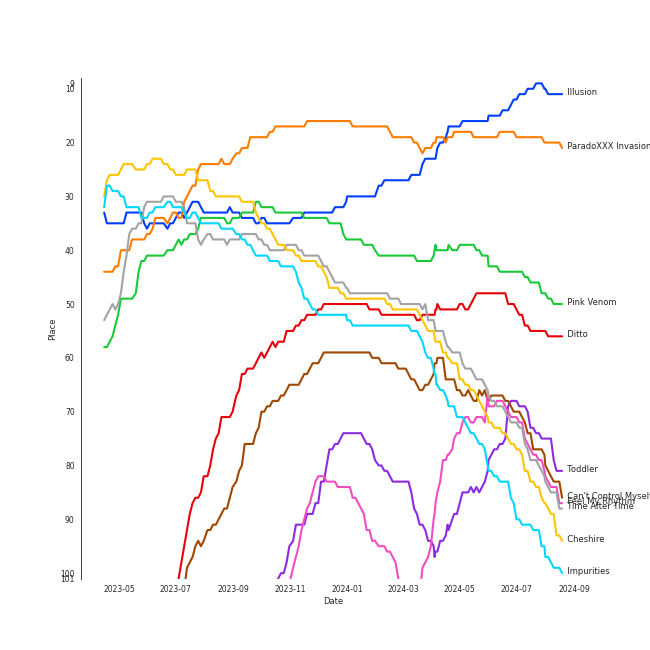 9
10
20
30
40
50
60
70
80
90
100
101
Place
Illusion
ParadoXXX Invasion
Pink Venom
Ditto
Toddler
Can't Control Myself
Feel My Rhythm
Time After Time
Cheshire
Impurities
2023-05
2023-07
2023-09
2023-11
2024-01
2024-03
2024-05
2024-07
2024-09
Date